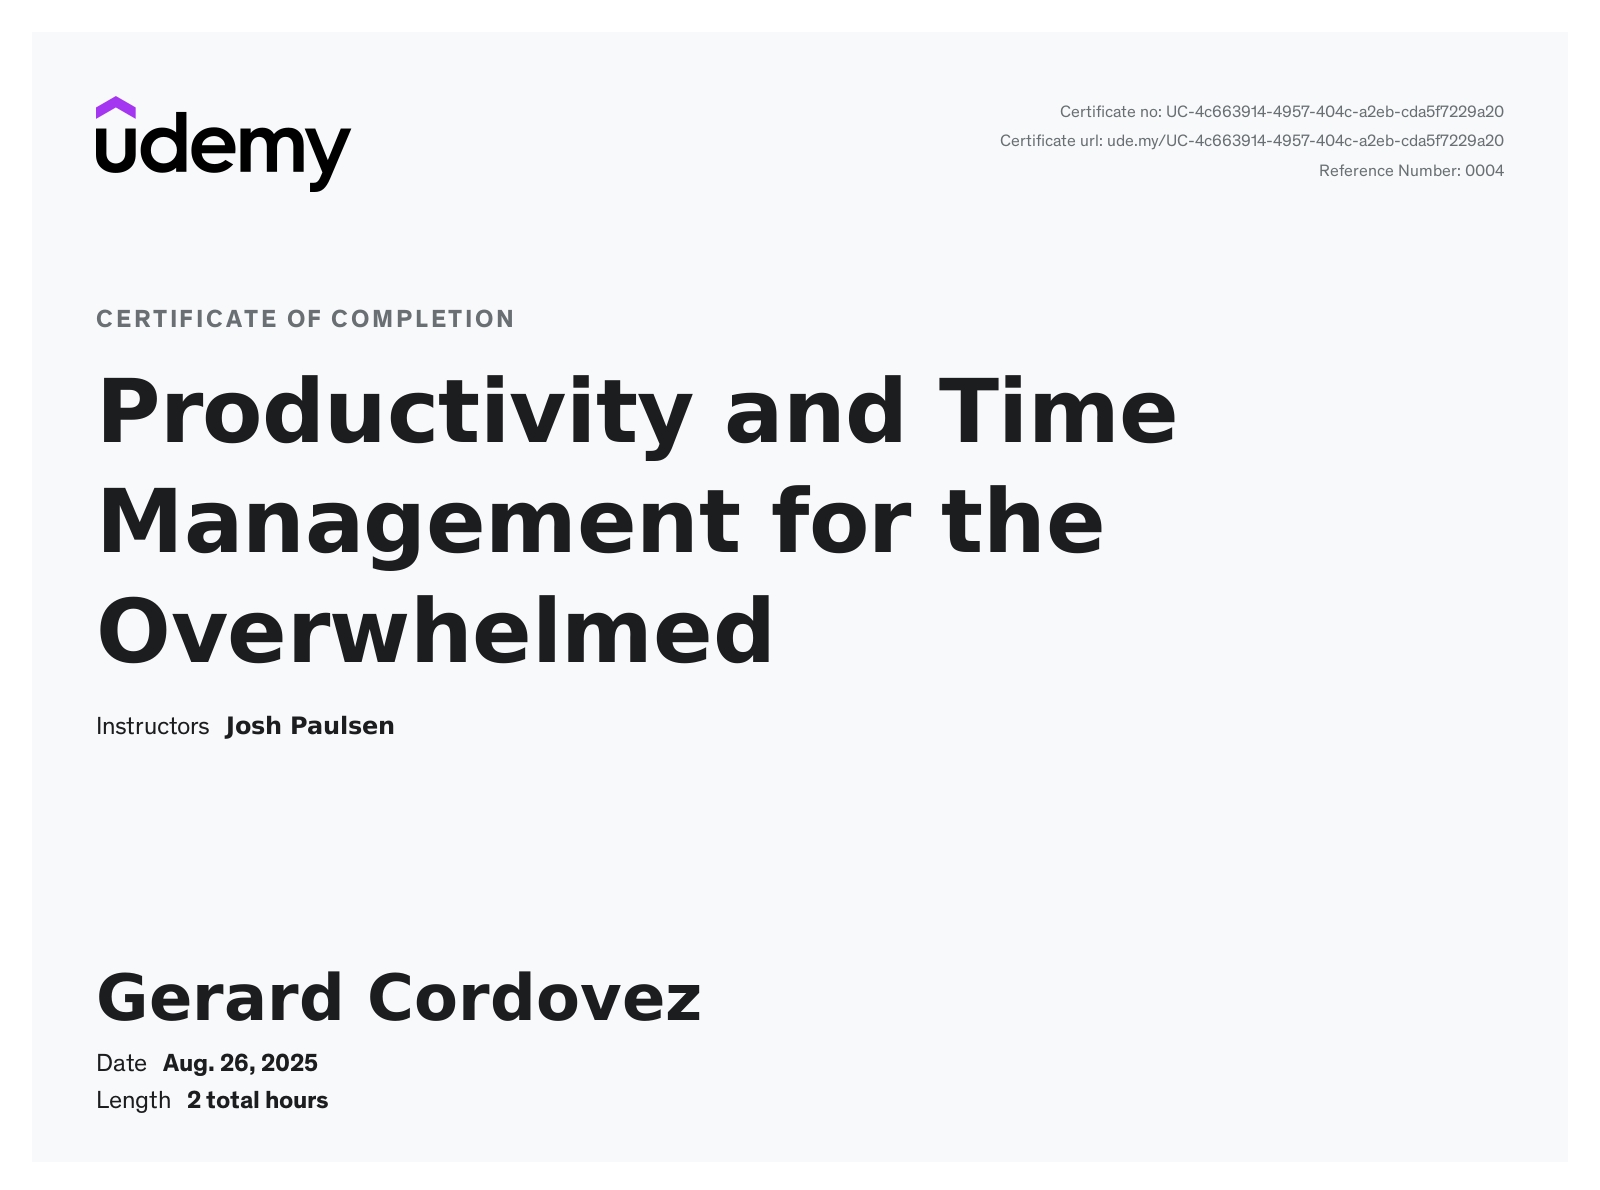 udemy
Certificate no: UC-4c663914-4957-404c-a2eb-cda5f7229a20
Certificate url: ude.my/UC-4c663914-4957-404c-a2eb-cda5f7229a20
Reference Number: 0004
CERTIFICATE OF COMPLETION
Productivity and Time
Management for the
Overwhelmed
Instructors Josh Paulsen
Gerard Cordovez
Date Aug. 26, 2025
Length 2 total hours